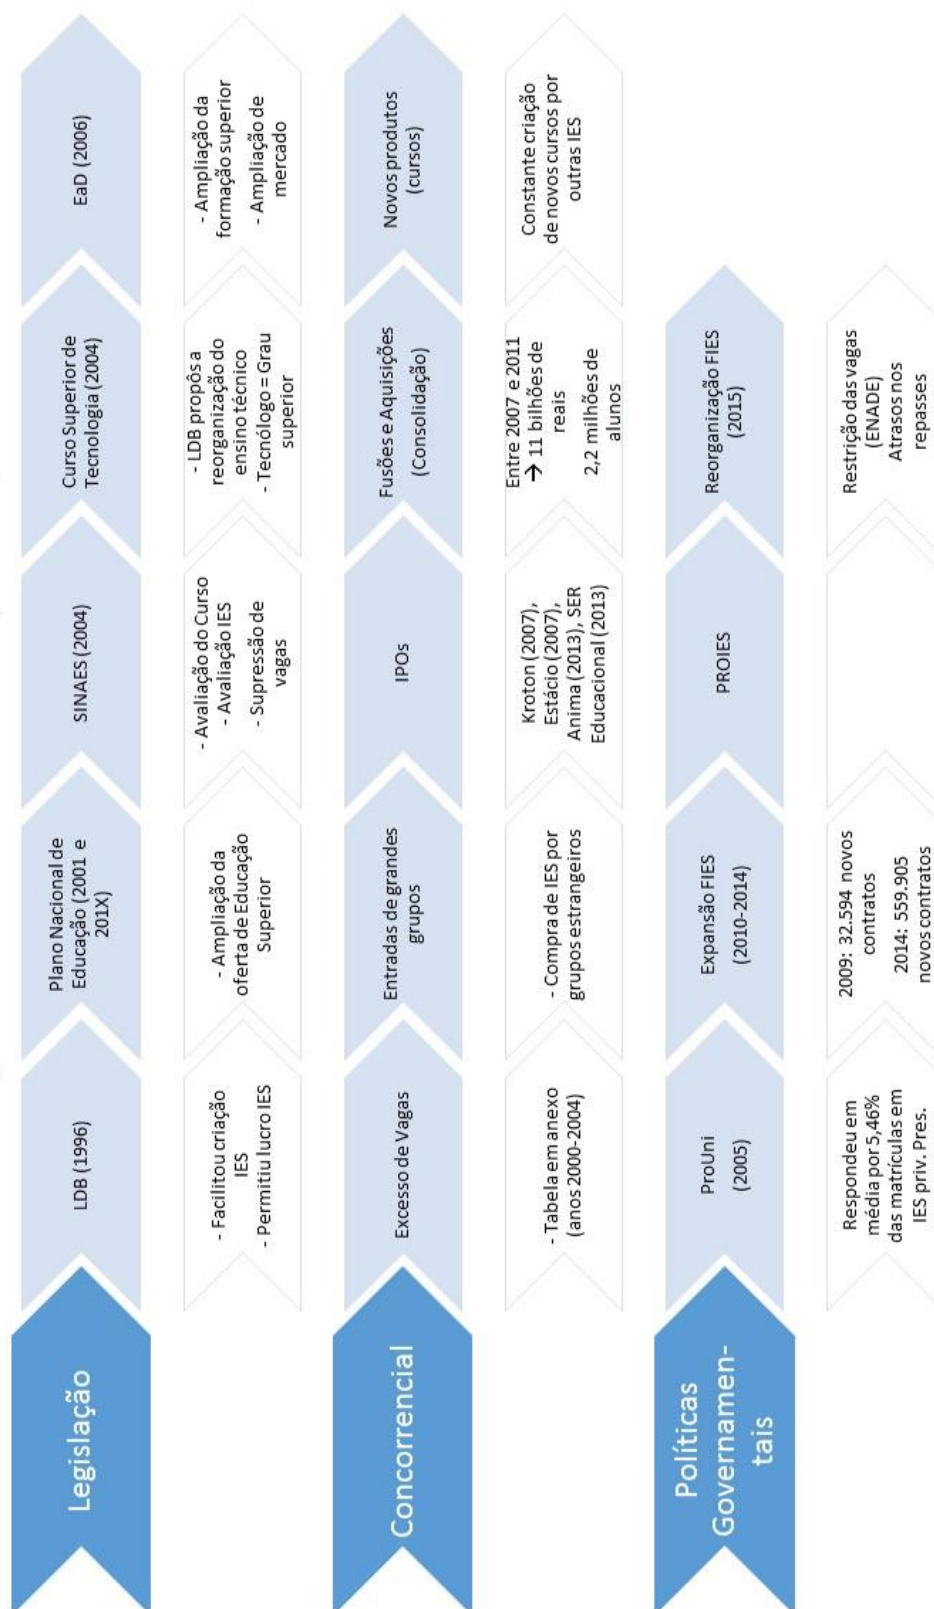 Legislação
LDB (1996)
Plano Nacional de
Educação (2001 e
201X)
SINAES (2004)
Curso Superior de
Tecnologia (2004)
EaD (2006)
- Facilitou criação
IES
- Permitiu lucro IES
- Ampliação da
oferta de Educação
Superior
- Avaliação do Curso
- Avaliação IES
- Supressão de
vagas
- LDB propôs a
reorganização do
ensino técnico
- Tecnólogo = Grau
superior
- Ampliação da
formação superior
- Ampliação de
mercado
Concorrencial
Excesso de Vagas
Entradas de grandes
grupos
IPOs
Fusões e Aquisições
(Consolidação)
Novos produtos
(cursos)
- Tabela em anexo
(anos 2000-2004)
- Compra de IES por
grupos estrangeiros
Kroton (2007),
Estácio (2007),
Anima (2013), SER
Educacional (2013)
Entre 2007 e 2011
→ 11 bilhões de
reais
2,2 milhões de
alunos
Constante criação
de novos cursos por
outras IES
Políticas
Governamen-
tais
ProUni
(2005)
Expansão FIES
(2010-2014)
PROIES
Reorganização FIES
(2015)
Respondeu em
média por 5,46%
das matrículas em
IES priv. Pres.
2009: 32.594 novos
contratos
2014: 559.905
novos contratos
Restrição das vagas
(ENADE)
Atrasos nos
repasses